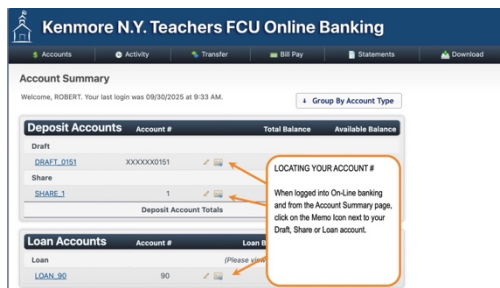 Kenmore N.Y. Teachers FCU Online Banking
Accounts Activity Transfer Bill Pay Statements Download
Account Summary
Welcome, ROBERT. Your last login was 09/30/2025 at 9:33 AM.
Group By Account Type
Deposit Accounts Account # Total Balance Available Balance
Draft
DRAFT_0151 XXXXXX0151
Share
SHARE_1 1
Deposit Account Totals
LOCATING YOUR ACCOUNT #
When logged into On-Line banking
and from the Account Summary page,
click on the Memo Icon next to your
Draft, Share or Loan account.
Loan Accounts Account # Loan B
Loan (Please view
LOAN_90 90